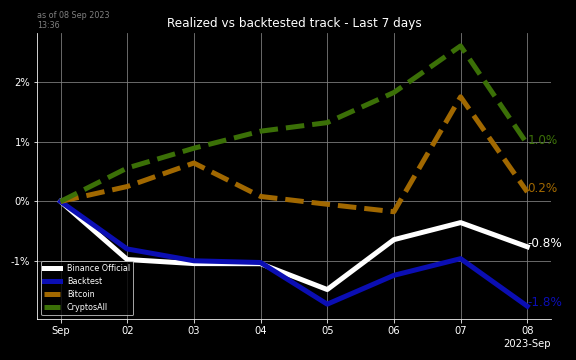 as of 08 Sep 2023
13:36
Realized vs backtested track - Last 7 days
2%
1%
0%
-1%
1.0%
0.2%
-0.8%
-1.8%
Binance Official
Backtest
Bitcoin
CryptosAll
Sep 02 03 04 05 06 07 08
2023-Sep